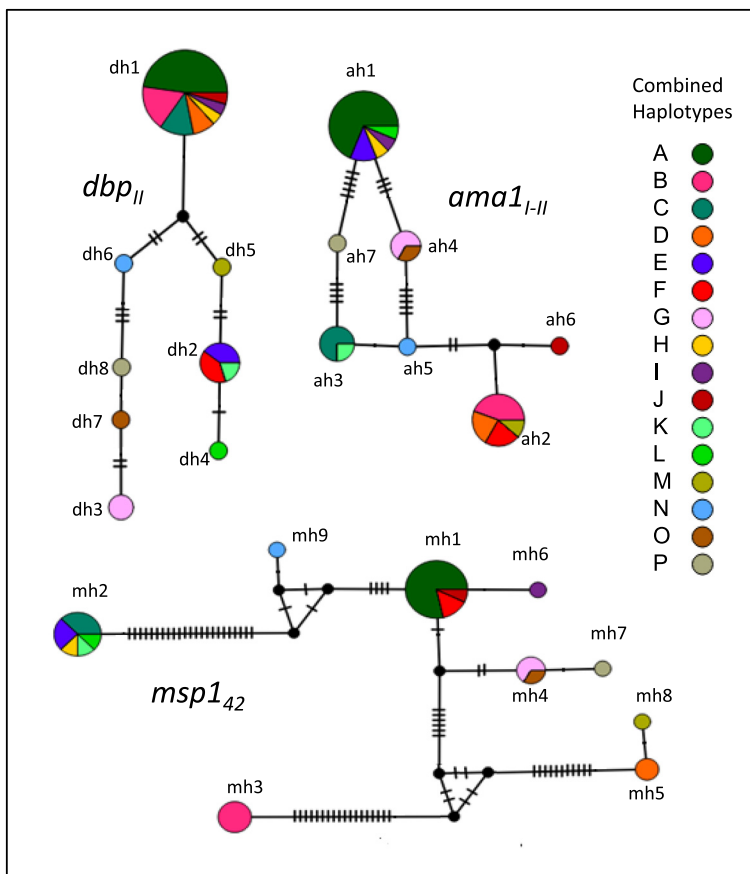 dh1
ah1
Combined
Haplotypes
A
B
C
D
E
F
G
H
I
J
K
L
M
N
O
P
dbpII
ama1I-II
dh6
dh5
ah7
ah4
dh8
dh2
ah3
ah5
ah6
dh7
dh4
ah2
dh3
mh9
mh1
mh6
mh2
mh7
msp142
mh4
mh8
mh3
mh5